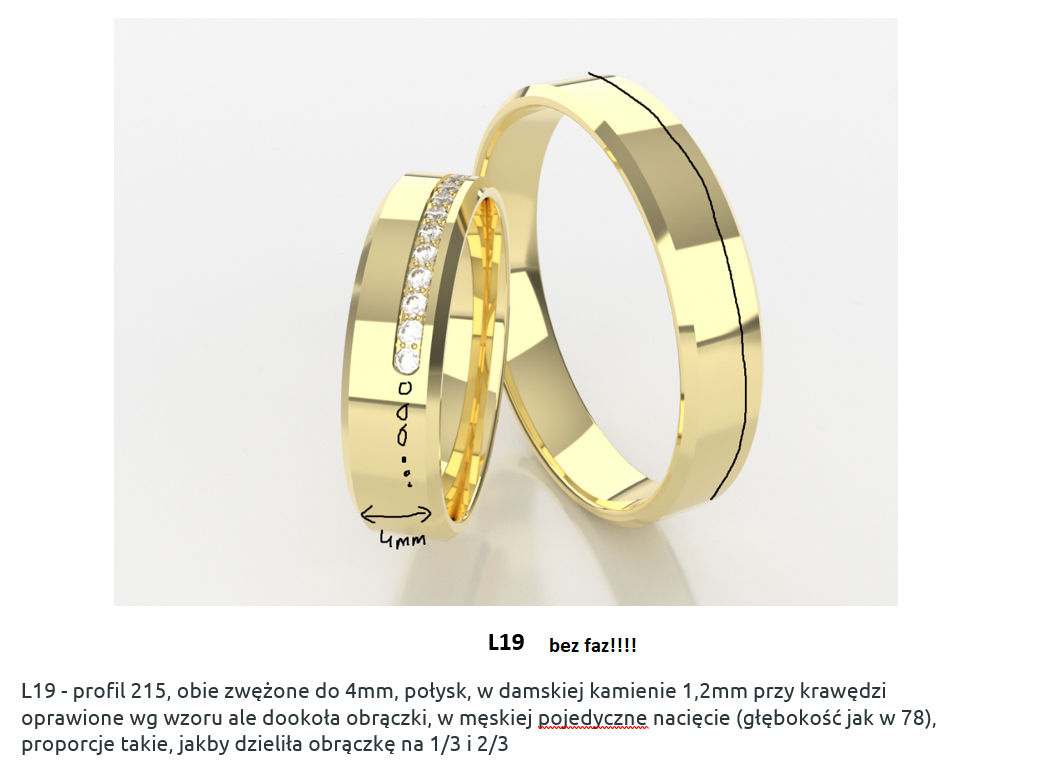 4mm
L19 bez faz!!!!
L19 - profil 215, obie zwężone do 4mm, połysk, w damskiej kamienie 1,2mm przy krawędzi
oprawione wg wzoru ale dookoła obrączki, w męskiej pojedyczne nacięcie (głębokość jak w 78),
proporcje takie, jakby dzieliła obrączkę na 1/3 i 2/3